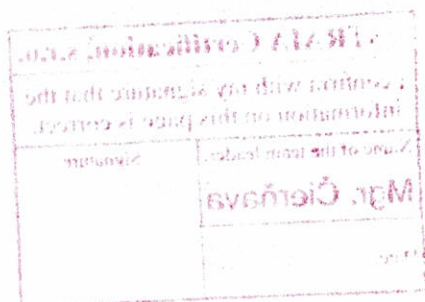 Certification, s.r.o.
I confirm with my signature that the
information on this page is correct.
Name of the team leader:
Signature
Mgr. Čierňava